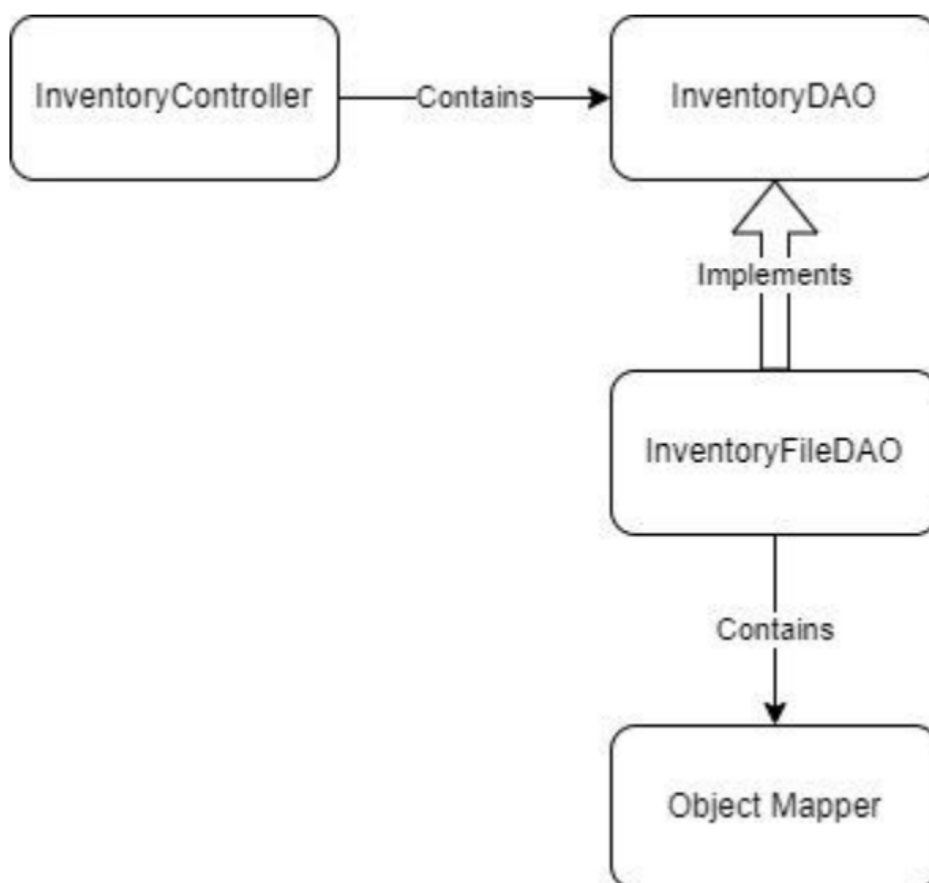 InventoryController
Contains
InventoryDAO
Implements
InventoryFileDAO
Contains
Object Mapper